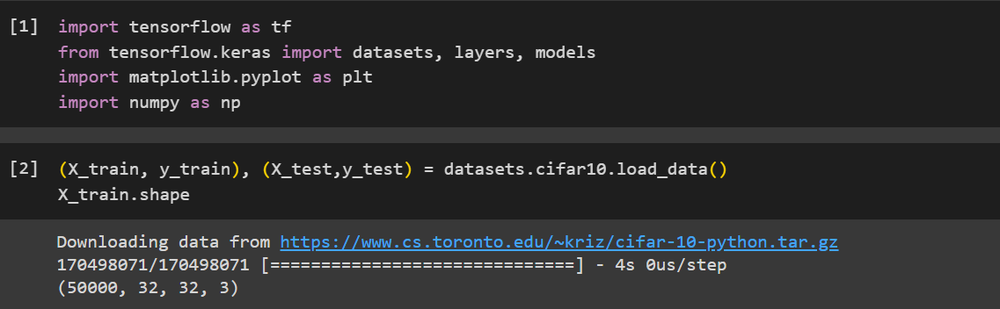 [1] import tensorflow as tf
from tensorflow.keras import datasets, layers, models
import matplotlib.pyplot as plt
import numpy as np
[2] (X_train, y_train), (X_test,y_test) = datasets.cifar10.load_data()
X_train.shape
Downloading data from https://www.cs.toronto.edu/~kriz/cifar-10-python.tar.gz
170498071/170498071 [==============================] - 4s 0us/step
(50000, 32, 32, 3)